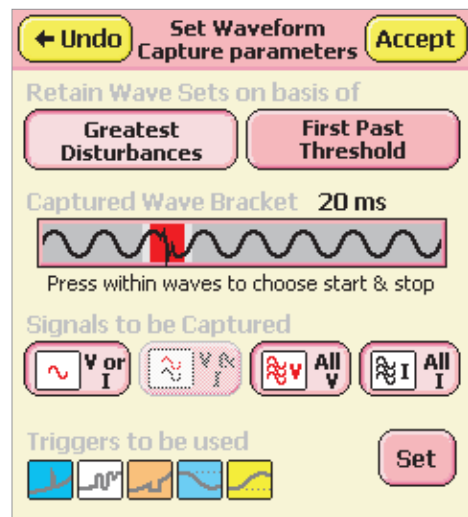 ← Undo
Set Waveform
Capture parameters
Accept
Retain Wave Sets on basis of
Greatest
Disturbances
First Past
Threshold
Captured Wave Bracket 20 ms
Press within waves to choose start & stop
Signals to be Captured
V or
I
V &
I
V
All
V
I
All
I
Triggers to be used
Set